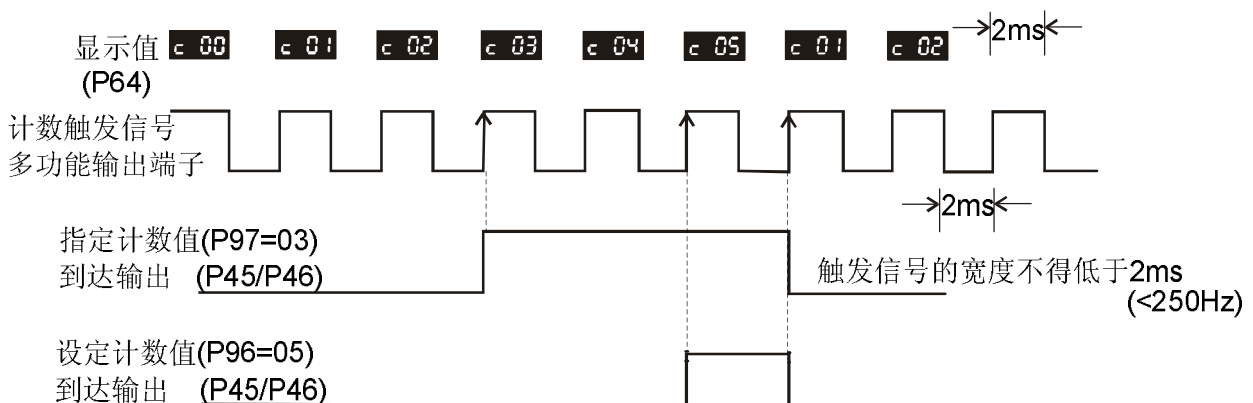 显示值 c 00 c 01 c 02 c 03 c 04 c 05 c 01 c 02 2ms
(P64)
计数触发信号
多功能输出端子
2ms
指定计数值(P97=03)
到达输出 (P45/P46)
触发信号的宽度不得低于2ms
(<250Hz)
设定计数值(P96=05)
到达输出 (P45/P46)